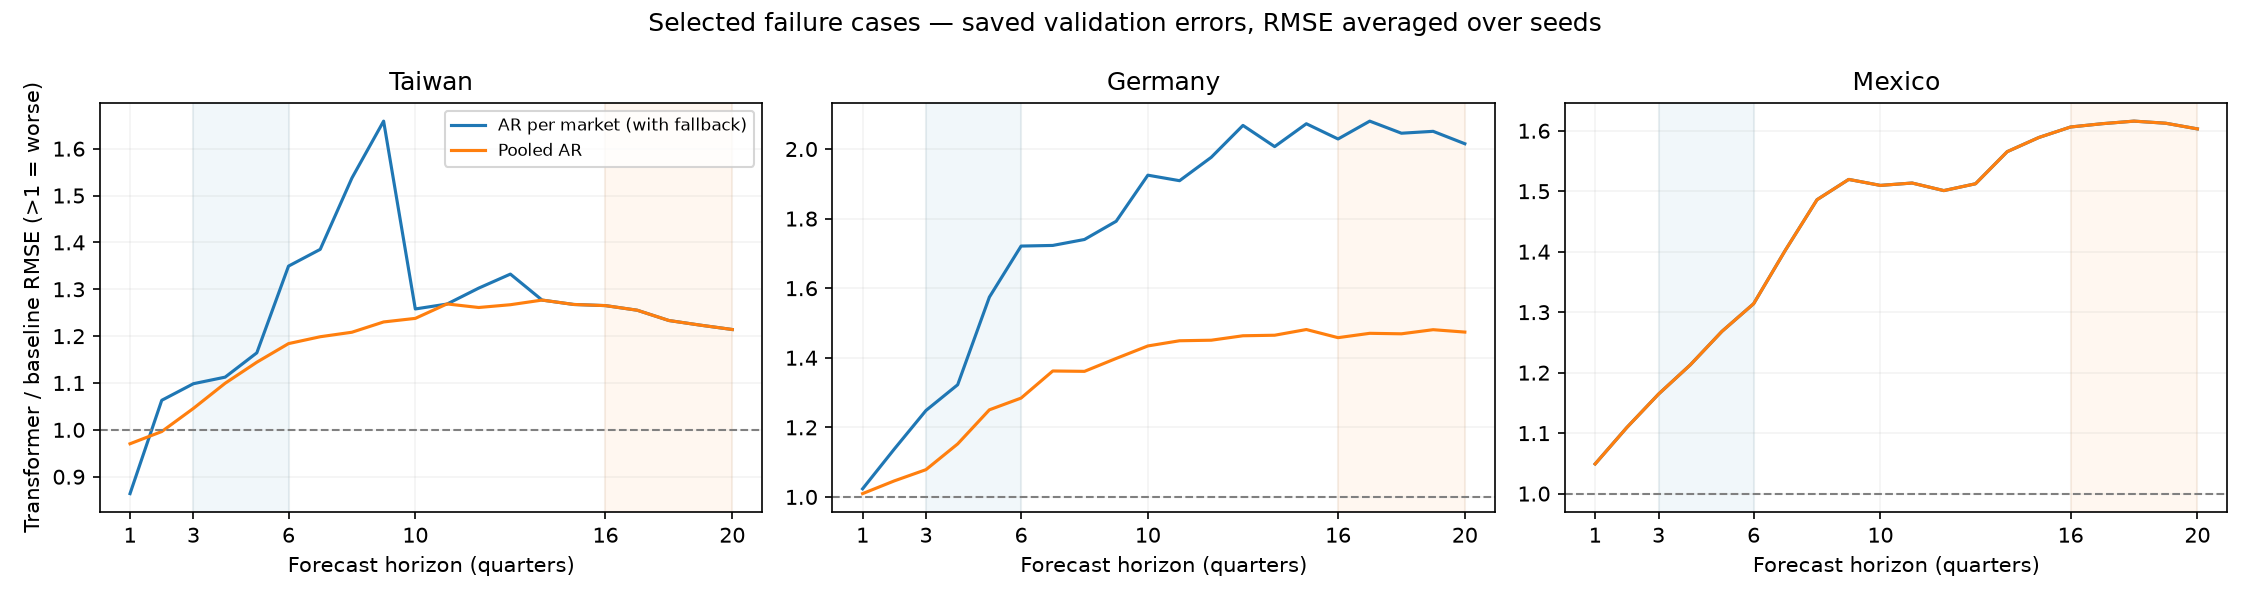 Selected failure cases — saved validation errors, RMSE averaged over seeds
Taiwan
Transformer / baseline RMSE (>1 = worse)
1.6
1.5
1.4
1.3
1.2
1.1
1.0
0.9
AR per market (with fallback)
Pooled AR
1 3 6 10 16 20
Forecast horizon (quarters)
Germany
2.0
1.8
1.6
1.4
1.2
1.0
1 3 6 10 16 20
Forecast horizon (quarters)
Mexico
1.6
1.5
1.4
1.3
1.2
1.1
1.0
1 3 6 10 16 20
Forecast horizon (quarters)